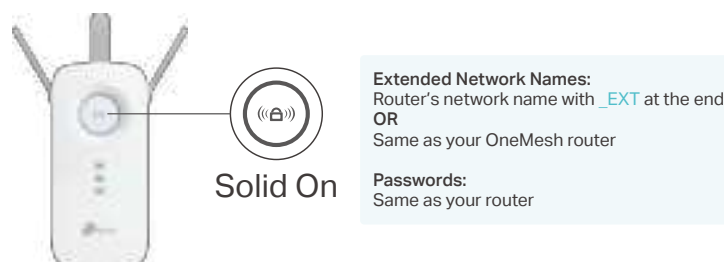 Solid On
Extended Network Names:
Router's network name with _EXT at the end
OR
Same as your OneMesh router
Passwords:
Same as your router